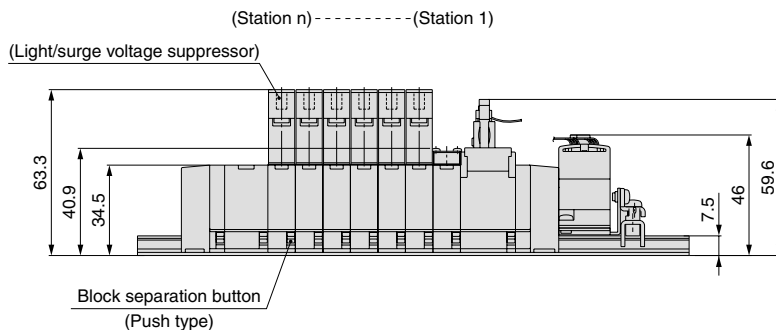 (Station n)
(Station 1)
(Light/surge voltage suppressor)
63.3
40.9
34.5
7.5
46
59.6
Block separation button
(Push type)